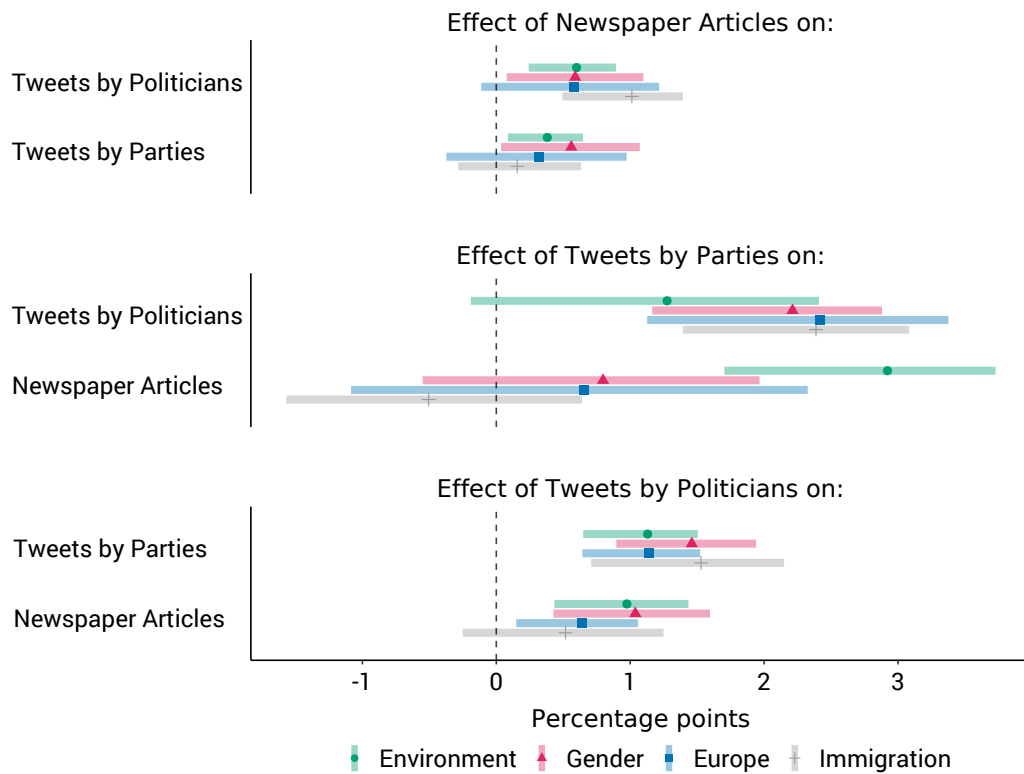 Effect of Newspaper Articles on:
Tweets by Politicians
Tweets by Parties
Effect of Tweets by Parties on:
Tweets by Politicians
Newspaper Articles
Effect of Tweets by Politicians on:
Tweets by Parties
Newspaper Articles
-1 0 1 2 3
Percentage points
Environment Gender Europe Immigration